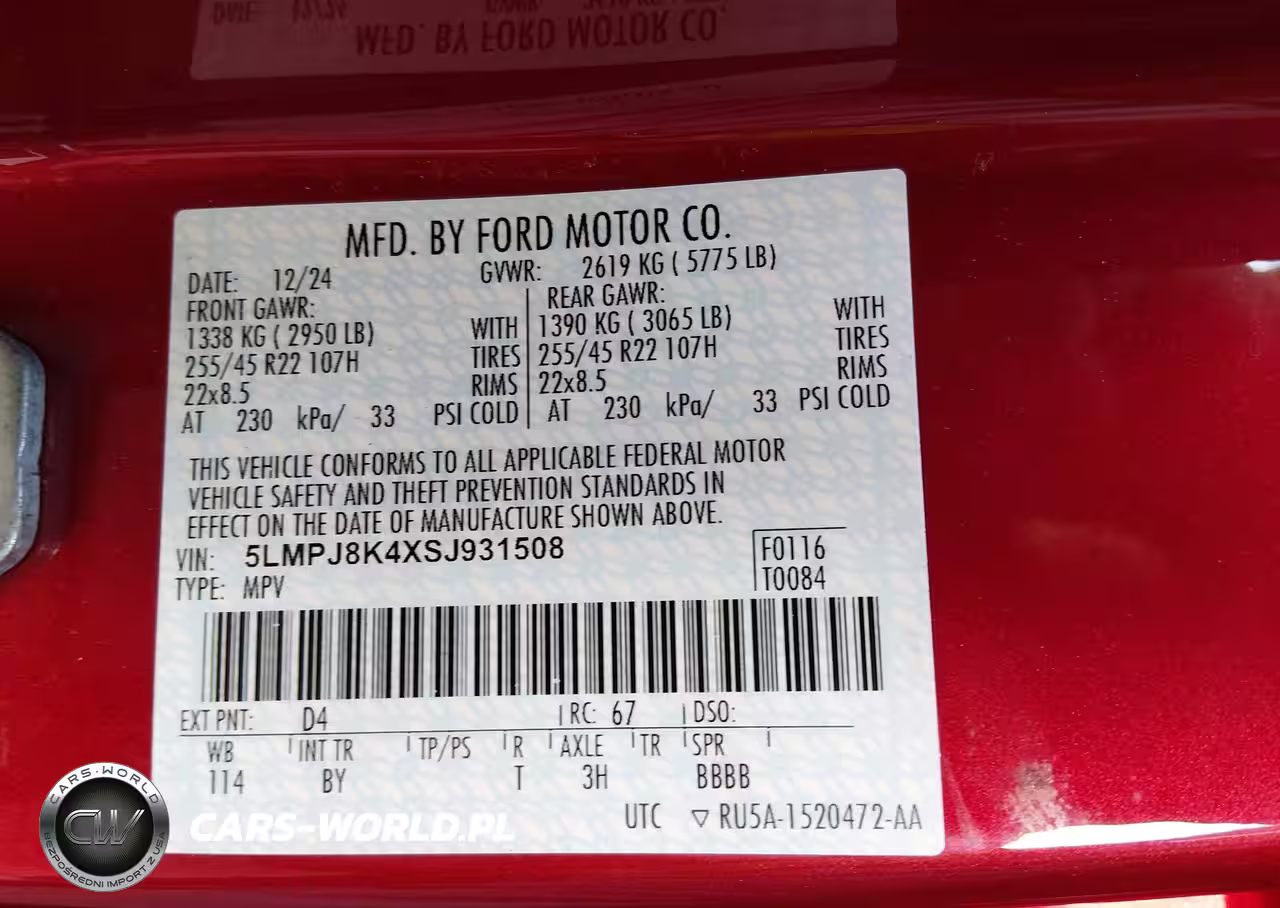 MFD. BY FORD MOTOR CO.
MFD. BY FORD MOTOR CO.
DATE: 12/24 GVWR: 2619 KG ( 5775 LB)
FRONT GAWR: REAR GAWR:
1338 KG ( 2950 LB) WITH 1390 KG ( 3065 LB) WITH
255/45 R22 107H TIRES 255/45 R22 107H TIRES
22x8.5 RIMS 22x8.5 RIMS
AT 230 kPa/ 33 PSI COLD AT 230 kPa/ 33 PSI COLD
THIS VEHICLE CONFORMS TO ALL APPLICABLE FEDERAL MOTOR
VEHICLE SAFETY AND THEFT PREVENTION STANDARDS IN
EFFECT ON THE DATE OF MANUFACTURE SHOWN ABOVE.
VIN: 5LMPJ8K4XSJ931508 F0116
TYPE: MPV T0084
EXT PNT: D4 RC: 67 DSO:
WB INT TR TP/PS R AXLE TR SPR
114 BY T 3H BBBB
UTC ▽ RU5A-1520472-AA
CARS-WORLD
CW
BEZPOŚREDNI IMPORT Z USA
CARS-WORLD.PL